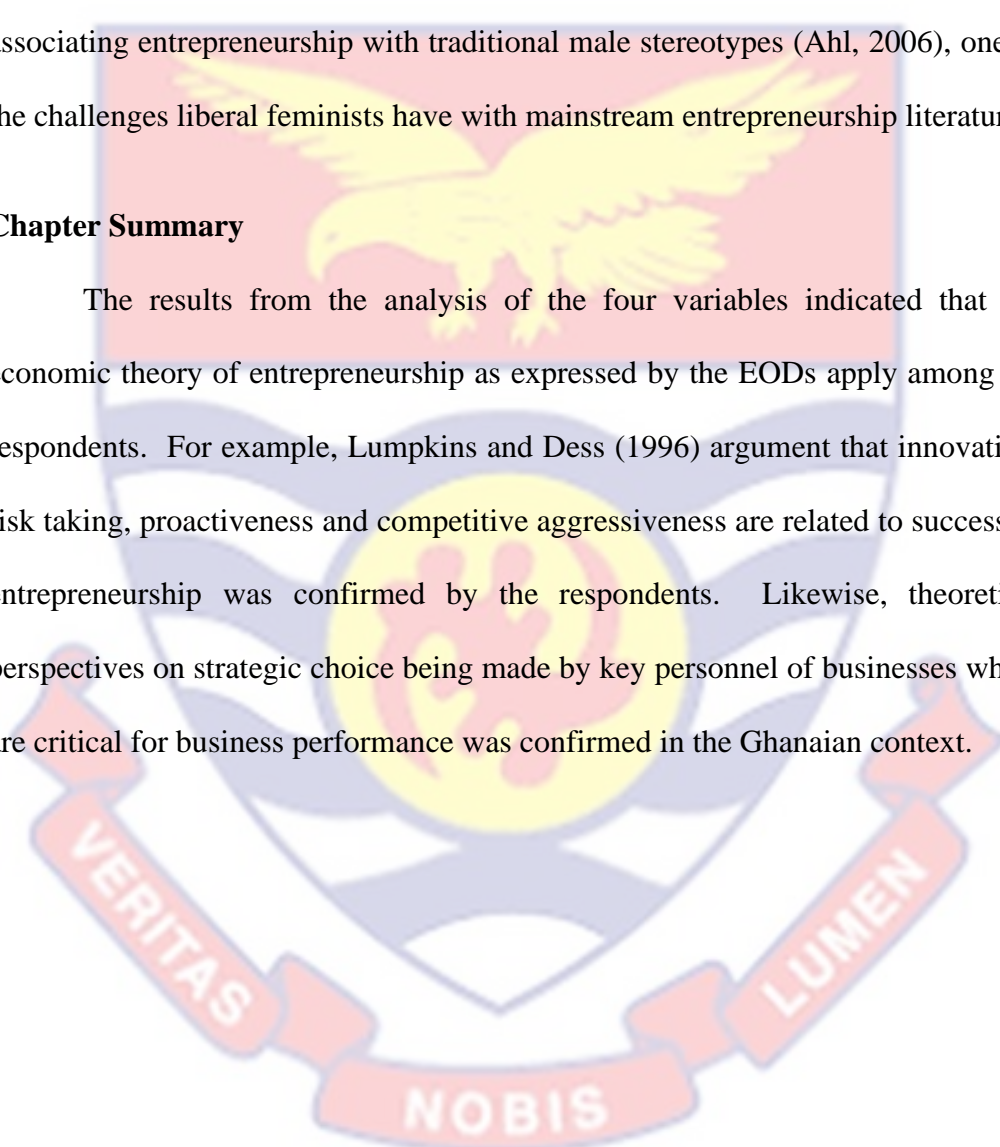 associating entrepreneurship with traditional male stereotypes (Ahl, 2006), one
the challenges liberal feminists have with mainstream entrepreneurship literatur
Chapter Summary
The results from the analysis of the four variables indicated that
economic theory of entrepreneurship as expressed by the EODs apply among
respondents. For example, Lumpkins and Dess (1996) argument that innovati
risk taking, proactiveness and competitive aggressiveness are related to success
entrepreneurship was confirmed by the respondents. Likewise, theoreti
perspectives on strategic choice being made by key personnel of businesses wh
are critical for business performance was confirmed in the Ghanaian context.
VERITAS
NOBIS
LUMEN